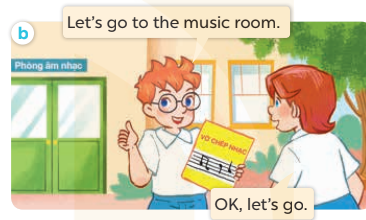 b
Let's go to the music room.
Phòng âm nhạc
VỞ CHÉP NHẠC
OK, let's go.